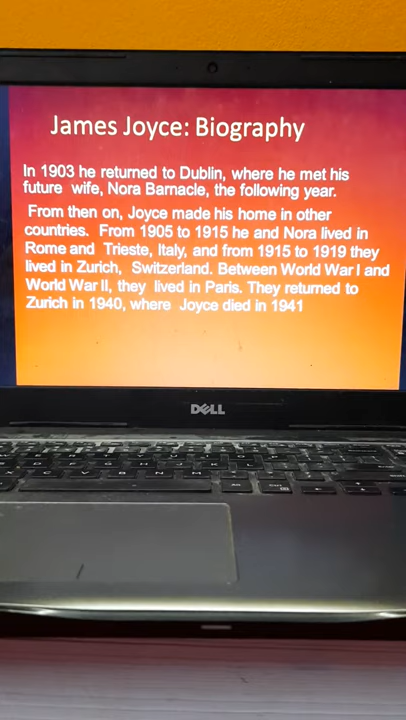 James Joyce: Biography
In 1903 he returned to Dublin, where he met his
future wife, Nora Barnacle, the following year.
From then on, Joyce made his home in other
countries. From 1905 to 1915 he and Nora lived in
Rome and Trieste, Italy, and from 1915 to 1919 they
lived in Zurich, Switzerland. Between World War I and
World War II, they lived in Paris. They returned to
Zurich in 1940, where Joyce died in 1941
DELL